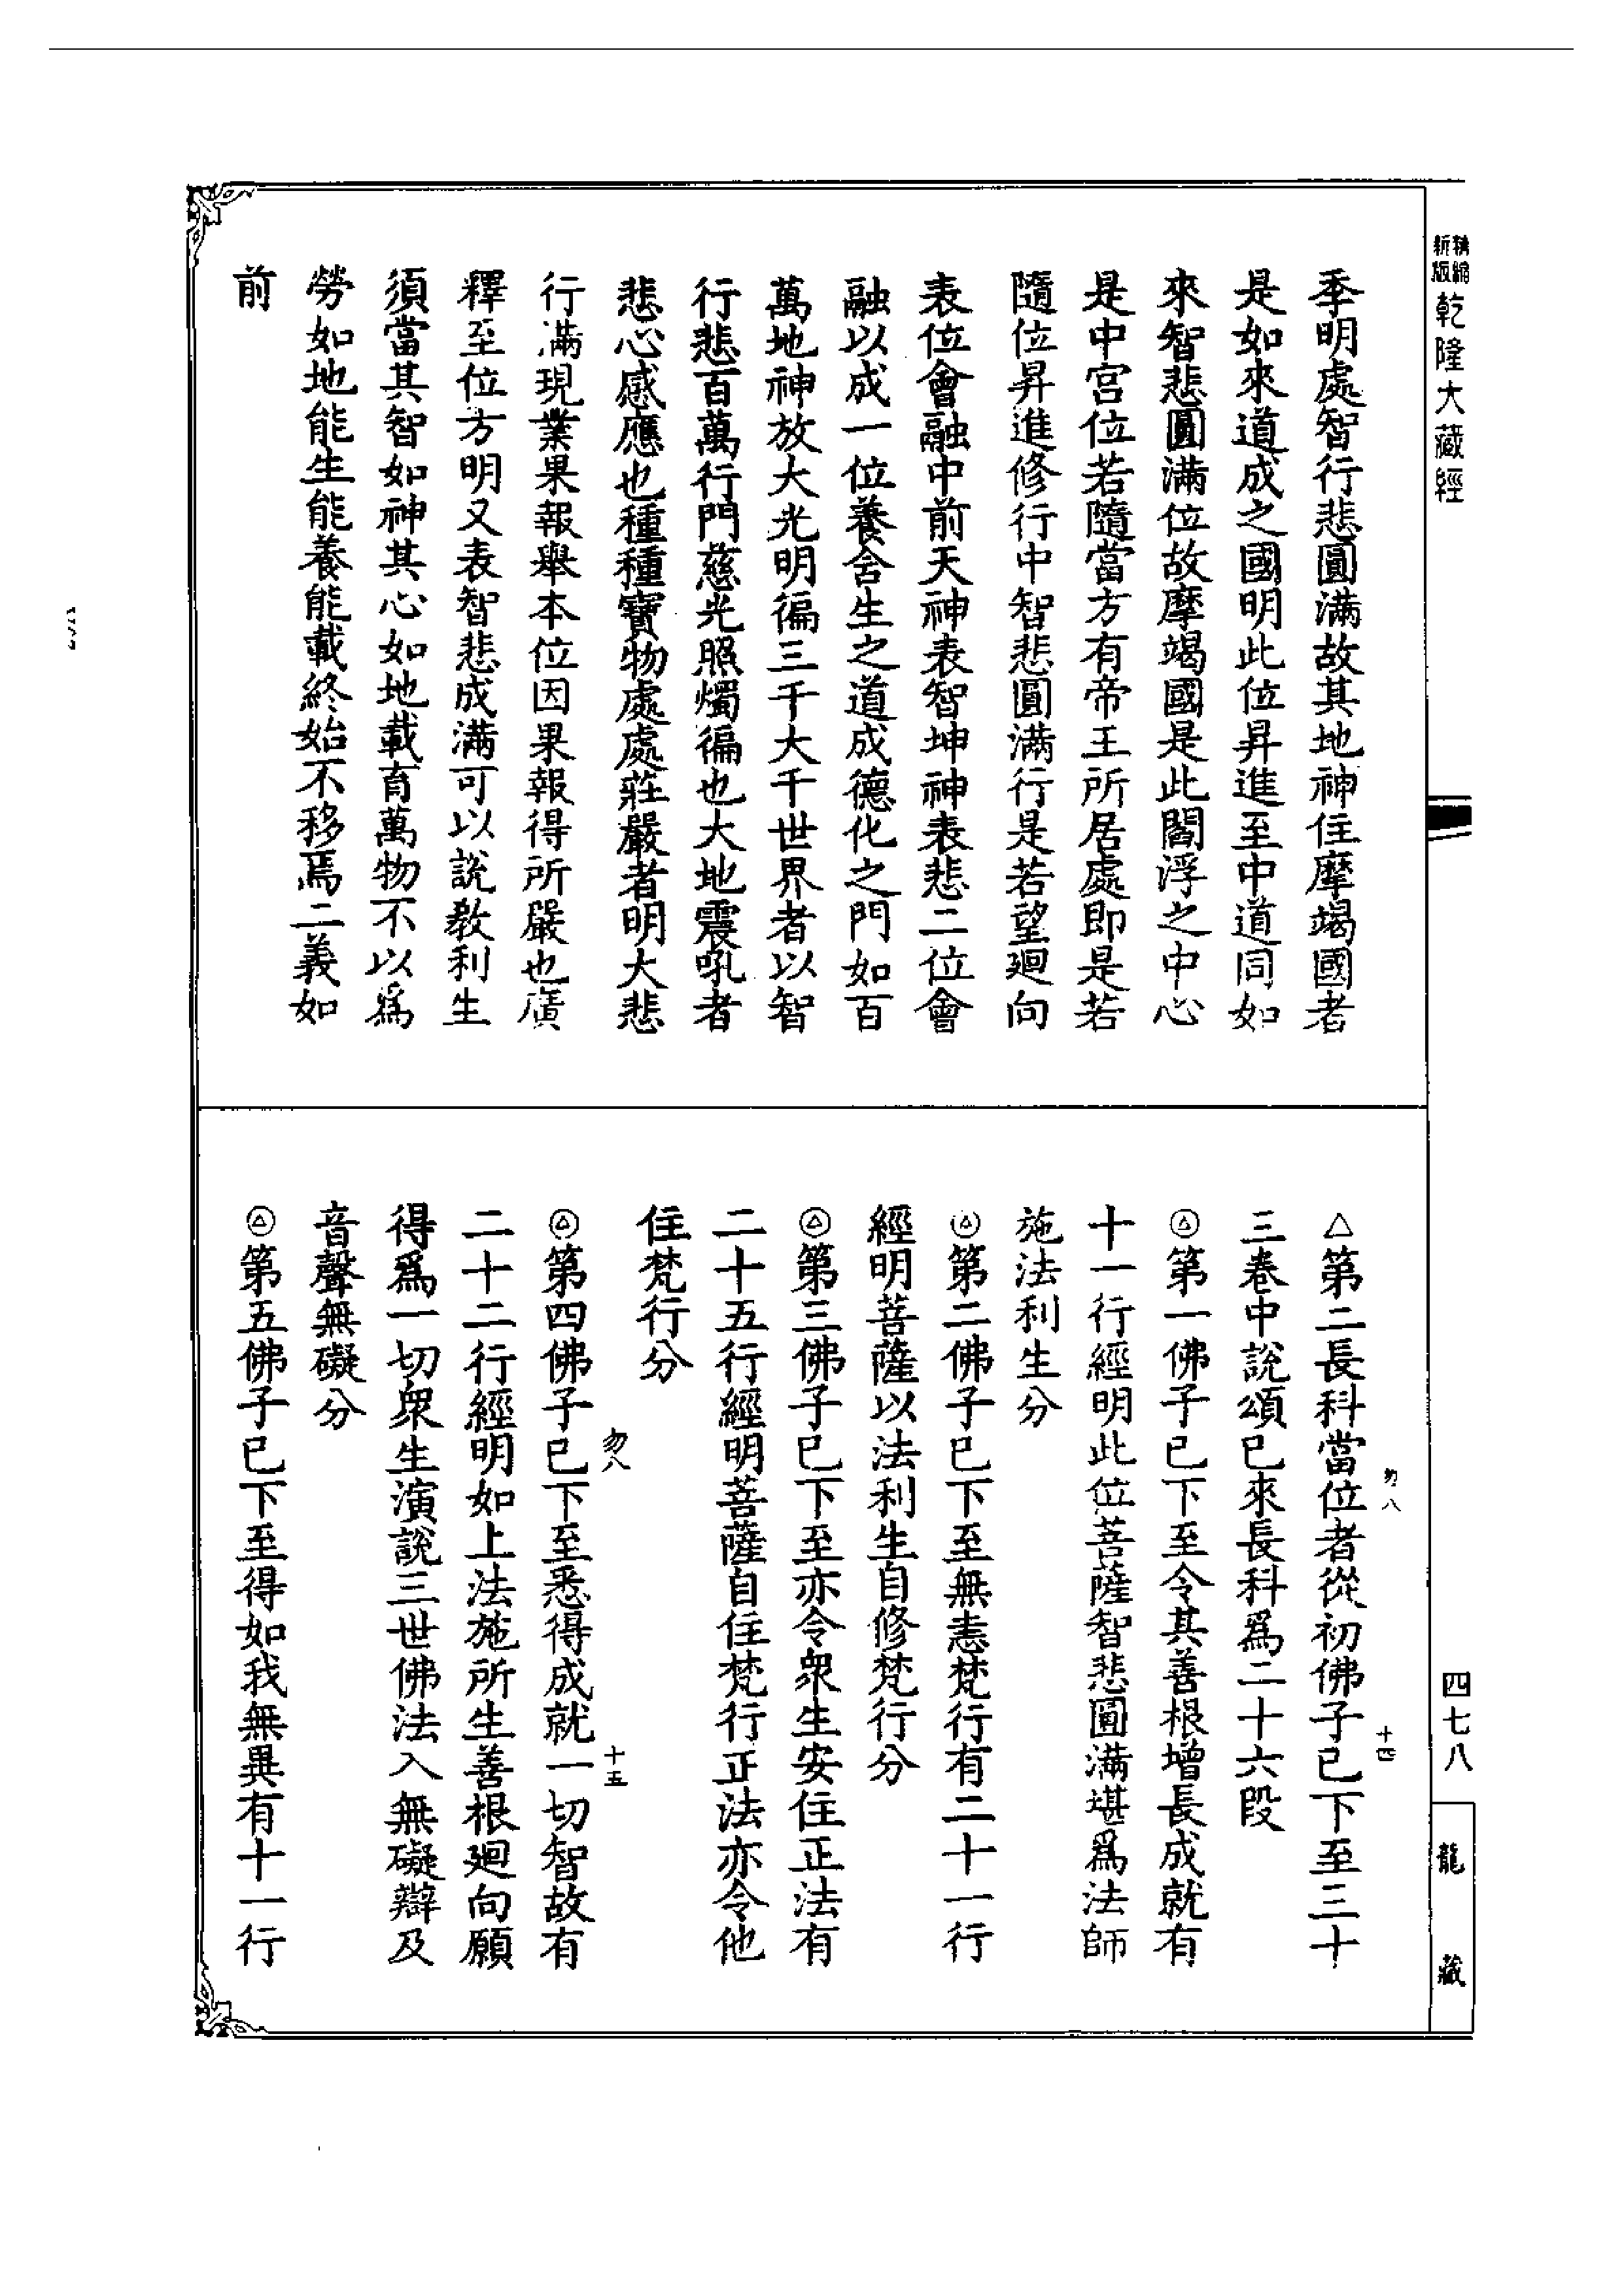 精縮新版乾隆大藏經
四七八
龍藏
季明處智行悲圓滿故其地神住摩竭國者
是如來道成之國明此位昇進至中道同如
來智悲圓滿位故摩竭國是此閻浮之中心
是中宮位若隨當方有帝王所居處即是若
隨位昇進修行中智悲圓滿行是若望廻向
表位會融中前天神表智坤神表悲二位會
融以成一位養含生之道成德化之門如百
萬地神放大光明徧三千大千世界者以智
行悲百萬行門慈光照燭徧也大地震吼者
悲心感應也種種寶物處處莊嚴者明大悲
行滿現業果報舉本位因果報得所嚴也廣
釋至位方明又表智悲成滿可以說教利生
須當其智如神其心如地載育萬物不以為
勞如地能生能養能載終始不移焉二義如
前
△第二長科當位者從初佛子已下至三十
三卷中說頌已來長科為二十六段
第一佛子已下至令其善根增長成就有
十一行經明此位菩薩智悲圓滿堪為法師
施法利生分
第二佛子已下至無恚梵行有二十一行
經明菩薩以法利生自修梵行分
第三佛子已下至亦令眾生安住正法有
二十五行經明菩薩自住梵行正法亦令他
住梵行分
第四佛子已下至悉得成就一切智故有
二十二行經明如上法施所生善根廻向願
得為一切眾生演說三世佛法入無礙辯及
音聲無礙分
第五佛子已下至得如我無異有十一行
勿八
十四
勿八
十五